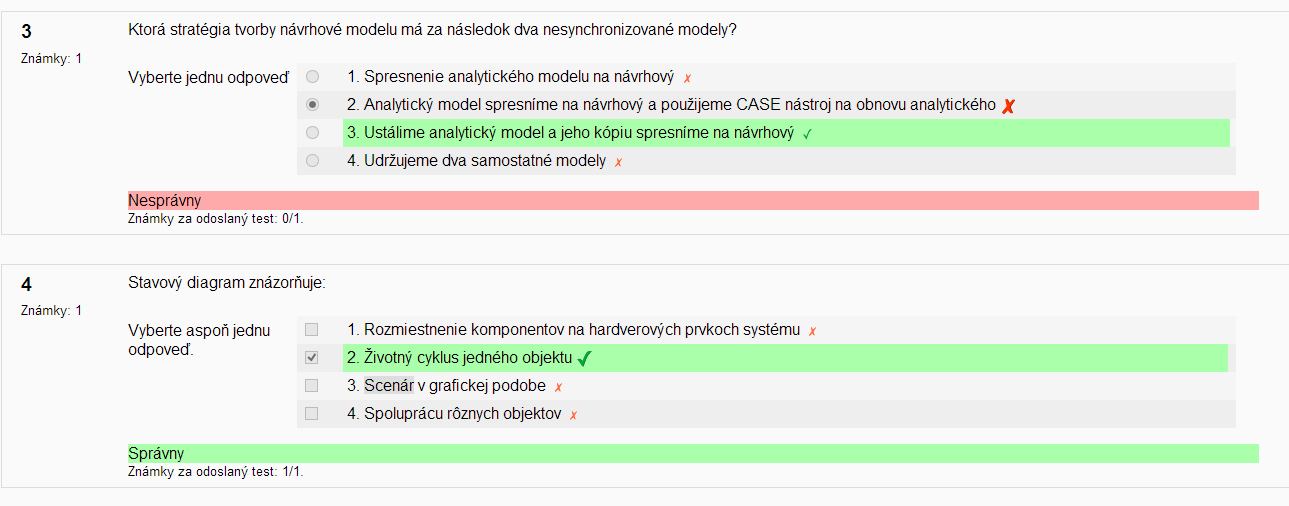 3
Ktorá stratégia tvorby návrhové modelu má za následok dva nesynchronizované modely?
Známky: 1
Vyberte jednu odpoveď
1. Spresnenie analytického modelu na návrhový ✗
2. Analytický model spresníme na návrhový a použijeme CASE nástroj na obnovu analytického ✗
3. Ustálime analytický model a jeho kópiu spresníme na návrhový ✓
4. Udržujeme dva samostatné modely ✗
Nesprávny
Známky za odoslaný test: 0/1.
4
Stavový diagram znázorňuje:
Známky: 1
Vyberte aspoň jednu
odpoveď.
1. Rozmiestnenie komponentov na hardverových prvkoch systému ✗
2. Životný cyklus jedného objektu ✓
3. Scenár v grafickej podobe ✗
4. Spoluprácu rôznych objektov ✗
Správny
Známky za odoslaný test: 1/1.